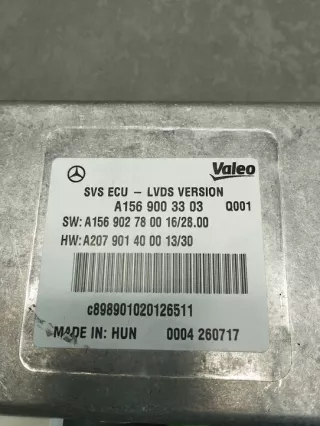 Valeo
SVS ECU - LVDS VERSION
A156 900 33 03 Q001
SW: A156 902 78 00 16/28.00
HW: A207 901 40 00 13/30
c898901020126511
MADE IN: HUN 0004 260717